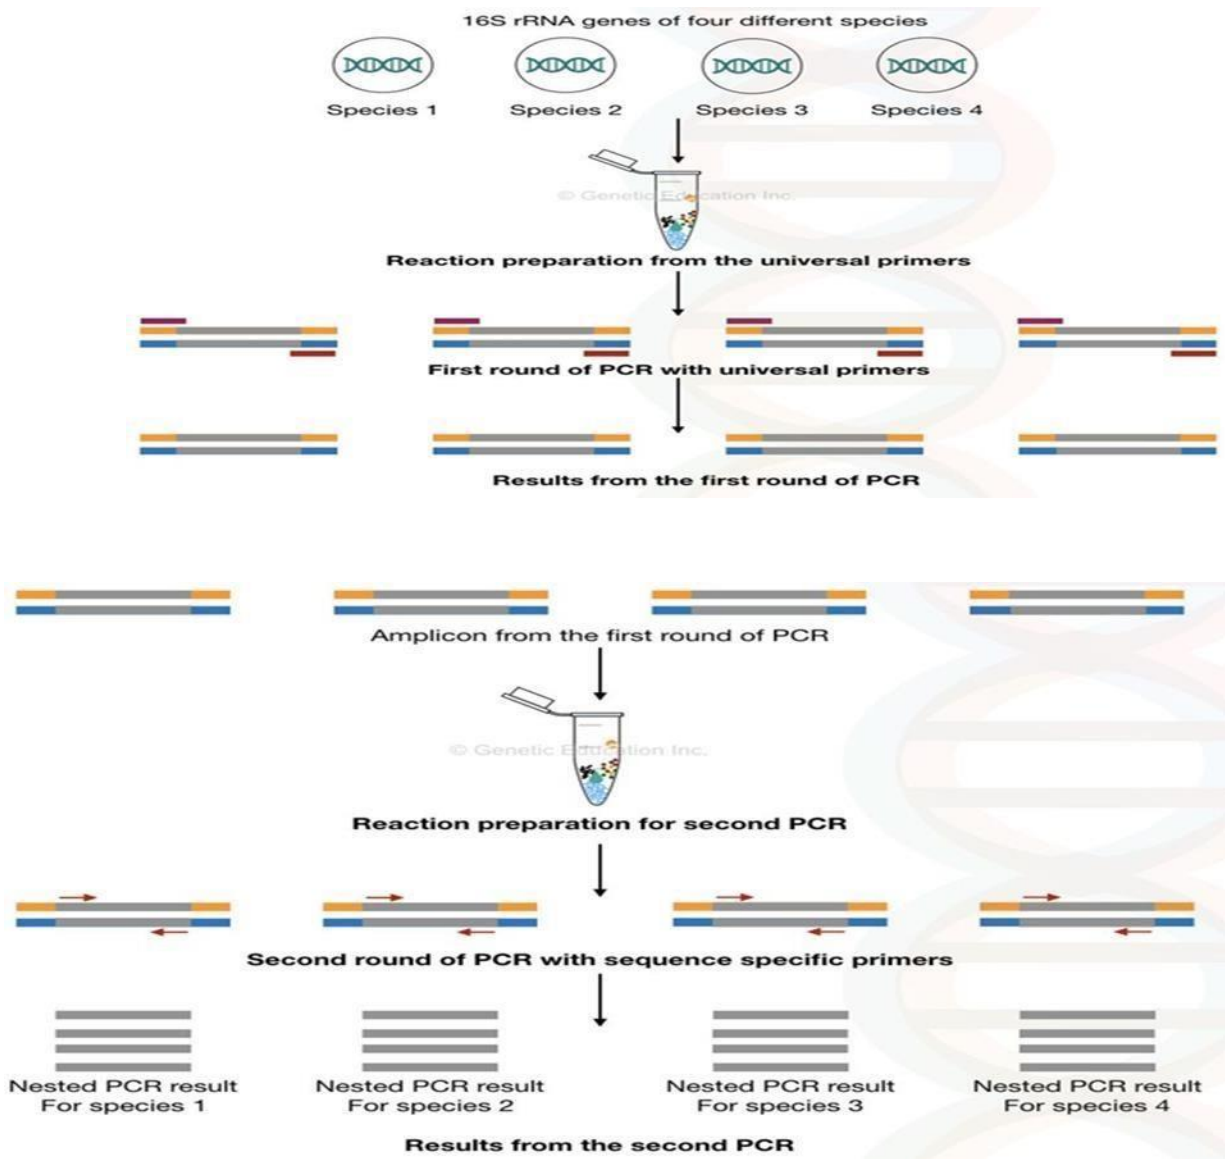 16S rRNA genes of four different species
Species 1 Species 2 Species 3 Species 4
© Genetic Education Inc.
Reaction preparation from the universal primers
First round of PCR with universal primers
Results from the first round of PCR
Amplicon from the first round of PCR
© Genetic Education Inc.
Reaction preparation for second PCR
Second round of PCR with sequence specific primers
Nested PCR result Nested PCR result Nested PCR result Nested PCR result
For species 1 For species 2 For species 3 For species 4
Results from the second PCR